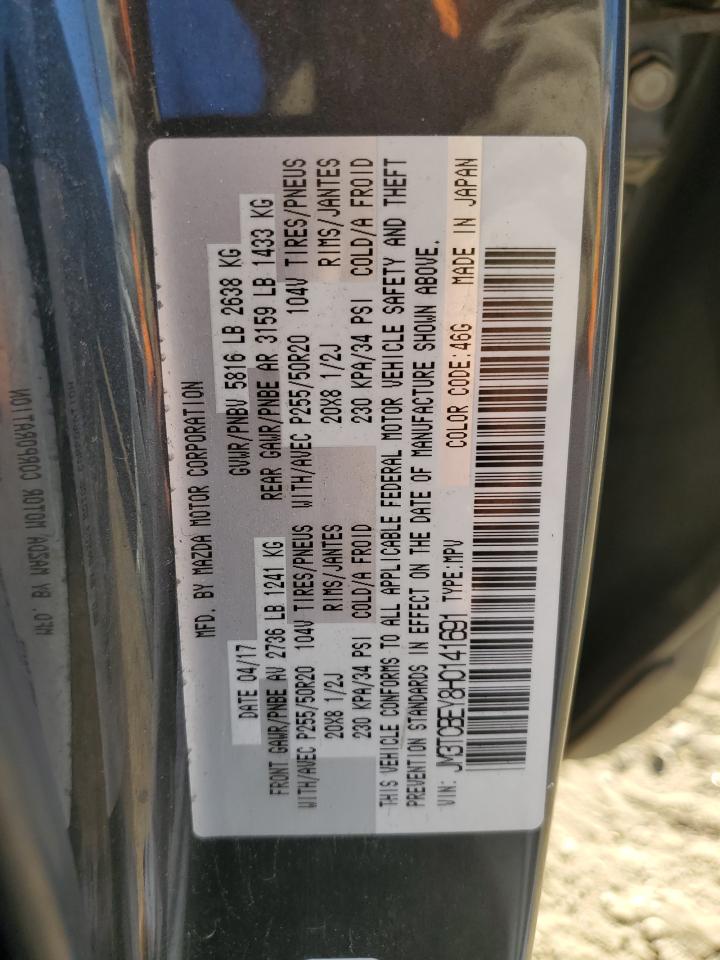 MFD. BY MAZDA MOTOR CORPORATION
DATE 04/17 GVWR/PNBV 5816 LB 2638 KG
FRONT GAWR/PNBE AV 2736 LB 1241 KG REAR GAWR/PNBE AR 3159 LB 1433 KG
WITH/AVEC P255/50R20 104V TIRES/PNEUS WITH/AVEC P255/50R20 104V TIRES/PNEUS
20X8 1/2J RIMS/JANTES 20X8 1/2J RIMS/JANTES
230 KPA/34 PSI COLD/A FROID 230 KPA/34 PSI COLD/A FROID
THIS VEHICLE CONFORMS TO ALL APPLICABLE FEDERAL MOTOR VEHICLE SAFETY AND THEFT
PREVENTION STANDARDS IN EFFECT ON THE DATE OF MANUFACTURE SHOWN ABOVE.
VIN: JM3TCBEY8H0141691 TYPE:MPV COLOR CODE:46G MADE IN JAPAN
MFD. BY MAZDA MOTOR CORPORATION